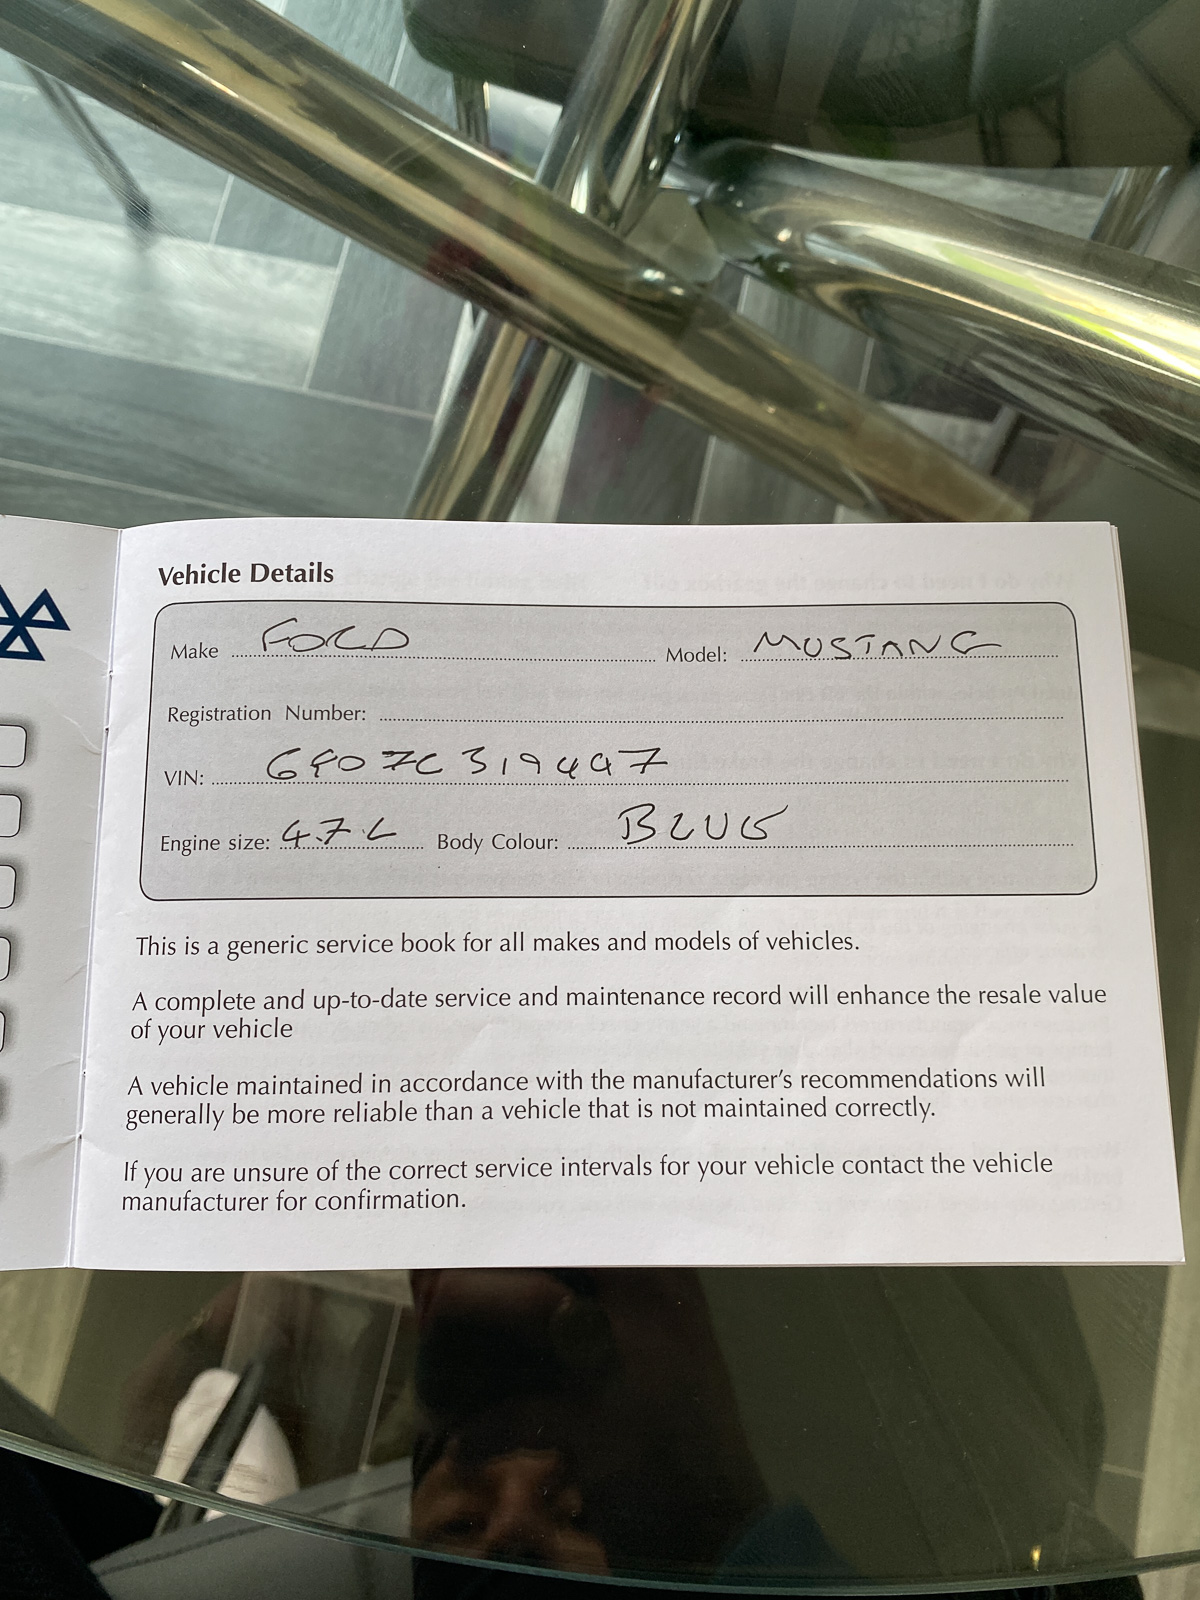 Vehicle Details
Make FORD Model: MUSTANG
Registration Number:
VIN: 6F07C319497
Engine size: 4.7L Body Colour: BLUE
This is a generic service book for all makes and models of vehicles.
A complete and up-to-date service and maintenance record will enhance the resale value
of your vehicle
A vehicle maintained in accordance with the manufacturer's recommendations will
generally be more reliable than a vehicle that is not maintained correctly.
If you are unsure of the correct service intervals for your vehicle contact the vehicle
manufacturer for confirmation.